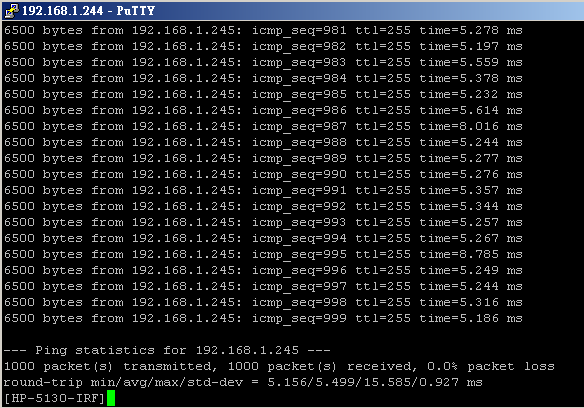 192.168.1.244 - PuTTY
6500 bytes from 192.168.1.245: icmp_seq=981 ttl=255 time=5.278 ms
6500 bytes from 192.168.1.245: icmp_seq=982 ttl=255 time=5.197 ms
6500 bytes from 192.168.1.245: icmp_seq=983 ttl=255 time=5.559 ms
6500 bytes from 192.168.1.245: icmp_seq=984 ttl=255 time=5.378 ms
6500 bytes from 192.168.1.245: icmp_seq=985 ttl=255 time=5.232 ms
6500 bytes from 192.168.1.245: icmp_seq=986 ttl=255 time=5.614 ms
6500 bytes from 192.168.1.245: icmp_seq=987 ttl=255 time=8.016 ms
6500 bytes from 192.168.1.245: icmp_seq=988 ttl=255 time=5.244 ms
6500 bytes from 192.168.1.245: icmp_seq=989 ttl=255 time=5.277 ms
6500 bytes from 192.168.1.245: icmp_seq=990 ttl=255 time=5.276 ms
6500 bytes from 192.168.1.245: icmp_seq=991 ttl=255 time=5.357 ms
6500 bytes from 192.168.1.245: icmp_seq=992 ttl=255 time=5.344 ms
6500 bytes from 192.168.1.245: icmp_seq=993 ttl=255 time=5.257 ms
6500 bytes from 192.168.1.245: icmp_seq=994 ttl=255 time=5.267 ms
6500 bytes from 192.168.1.245: icmp_seq=995 ttl=255 time=8.785 ms
6500 bytes from 192.168.1.245: icmp_seq=996 ttl=255 time=5.249 ms
6500 bytes from 192.168.1.245: icmp_seq=997 ttl=255 time=5.244 ms
6500 bytes from 192.168.1.245: icmp_seq=998 ttl=255 time=5.316 ms
6500 bytes from 192.168.1.245: icmp_seq=999 ttl=255 time=5.186 ms
--- Ping statistics for 192.168.1.245 ---
1000 packet(s) transmitted, 1000 packet(s) received, 0.0% packet loss
round-trip min/avg/max/std-dev = 5.156/5.499/15.585/0.927 ms
[HP-5130-IRF]